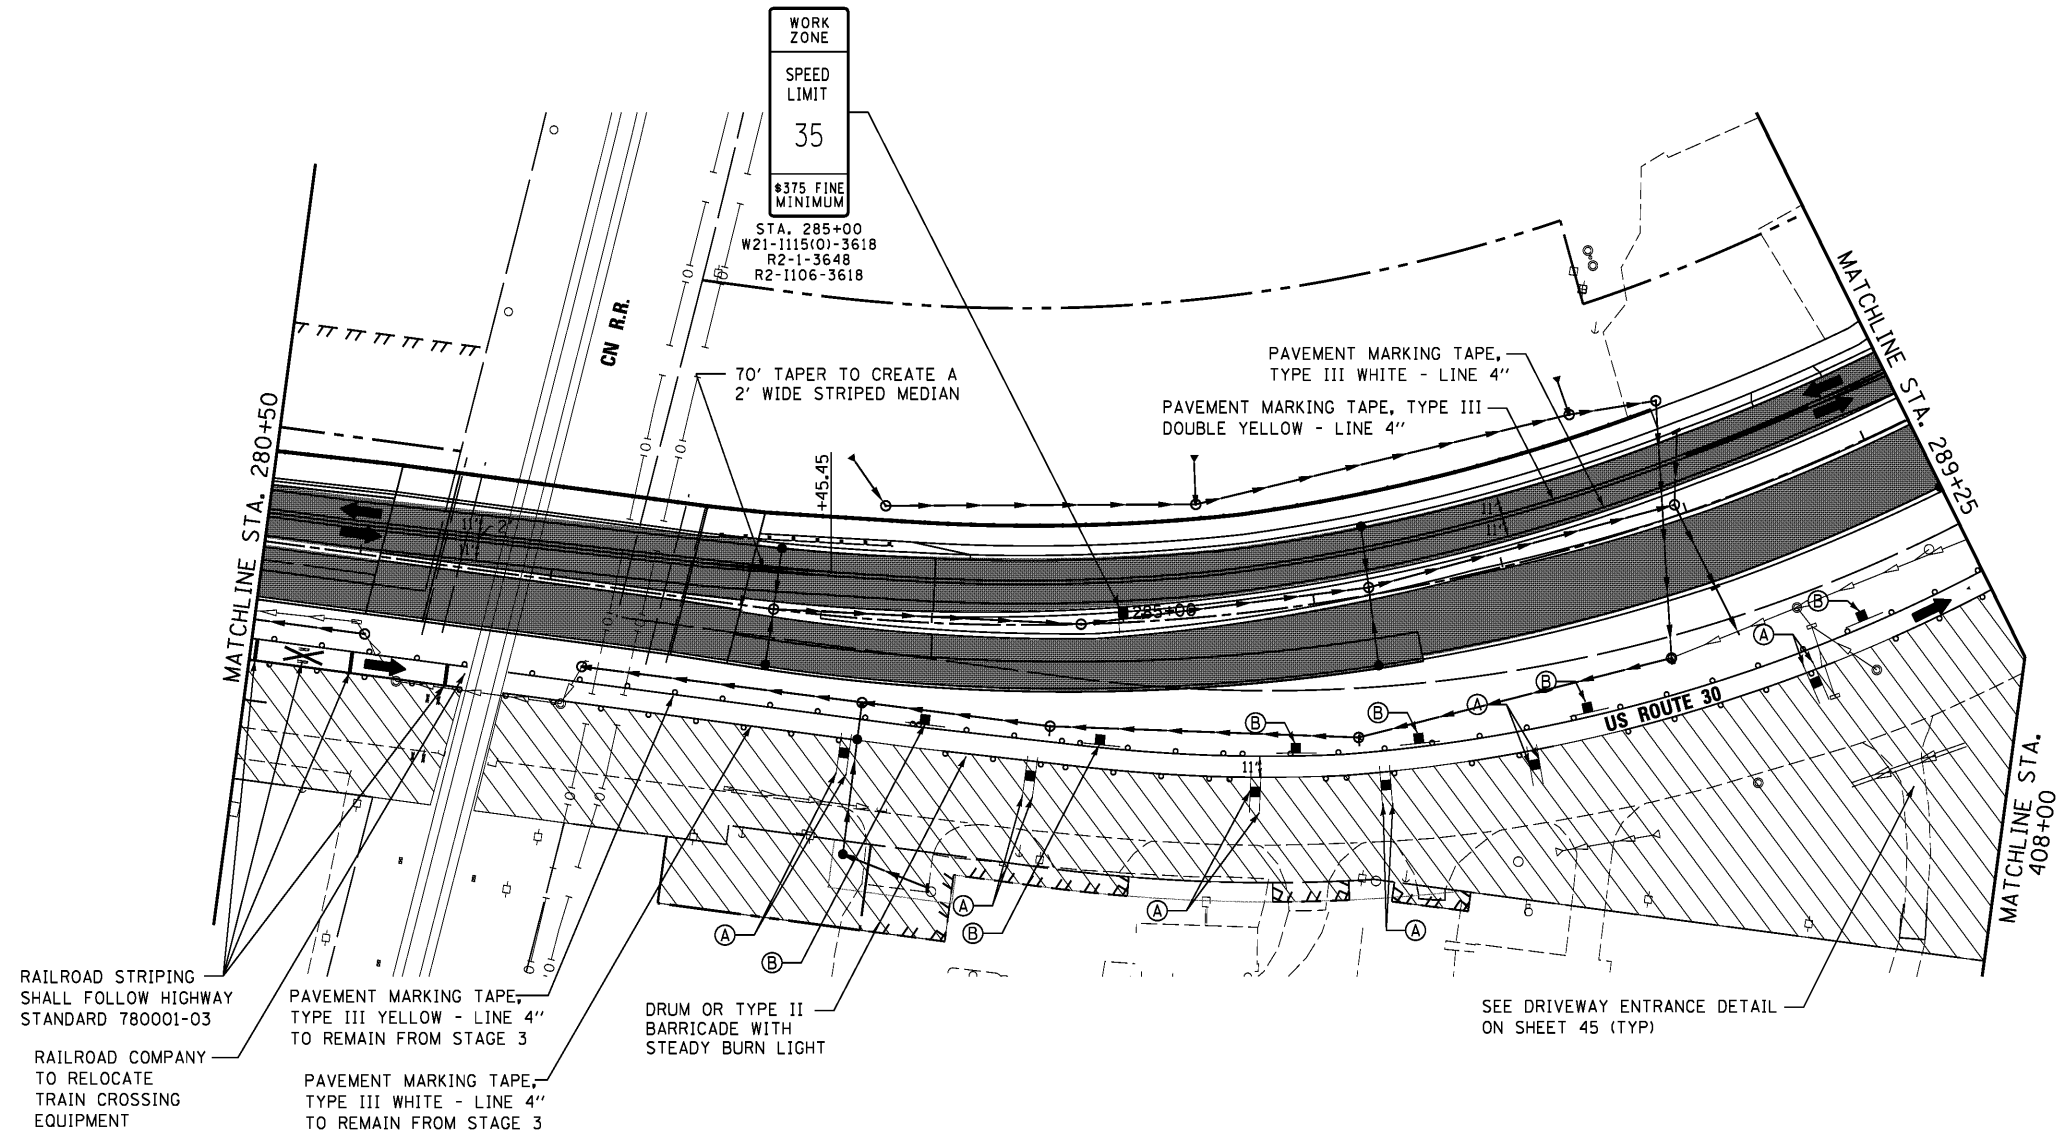 WORK
ZONE
SPEED
LIMIT
35
$375 FINE
MINIMUM
STA. 285+00
W21-I115(O)-3618
R2-1-3648
R2-I106-3618
CN R.R.
70' TAPER TO CREATE A
2' WIDE STRIPED MEDIAN
PAVEMENT MARKING TAPE,
TYPE III WHITE - LINE 4''
PAVEMENT MARKING TAPE, TYPE III
DOUBLE YELLOW - LINE 4''
MATCHLINE STA. 280+50
MATCHLINE STA. 289+25
+45.45
11'
11'
2'
11'
11'
285+00
B
A
B
A
B
B
US ROUTE 30
11'
MATCHLINE STA.
408+00
A
A
A
A
B
B
RAILROAD STRIPING
SHALL FOLLOW HIGHWAY
STANDARD 780001-03
RAILROAD COMPANY
TO RELOCATE
TRAIN CROSSING
EQUIPMENT
PAVEMENT MARKING TAPE,
TYPE III YELLOW - LINE 4''
TO REMAIN FROM STAGE 3
PAVEMENT MARKING TAPE,
TYPE III WHITE - LINE 4''
TO REMAIN FROM STAGE 3
DRUM OR TYPE II
BARRICADE WITH
STEADY BURN LIGHT
SEE DRIVEWAY ENTRANCE DETAIL
ON SHEET 45 (TYP)